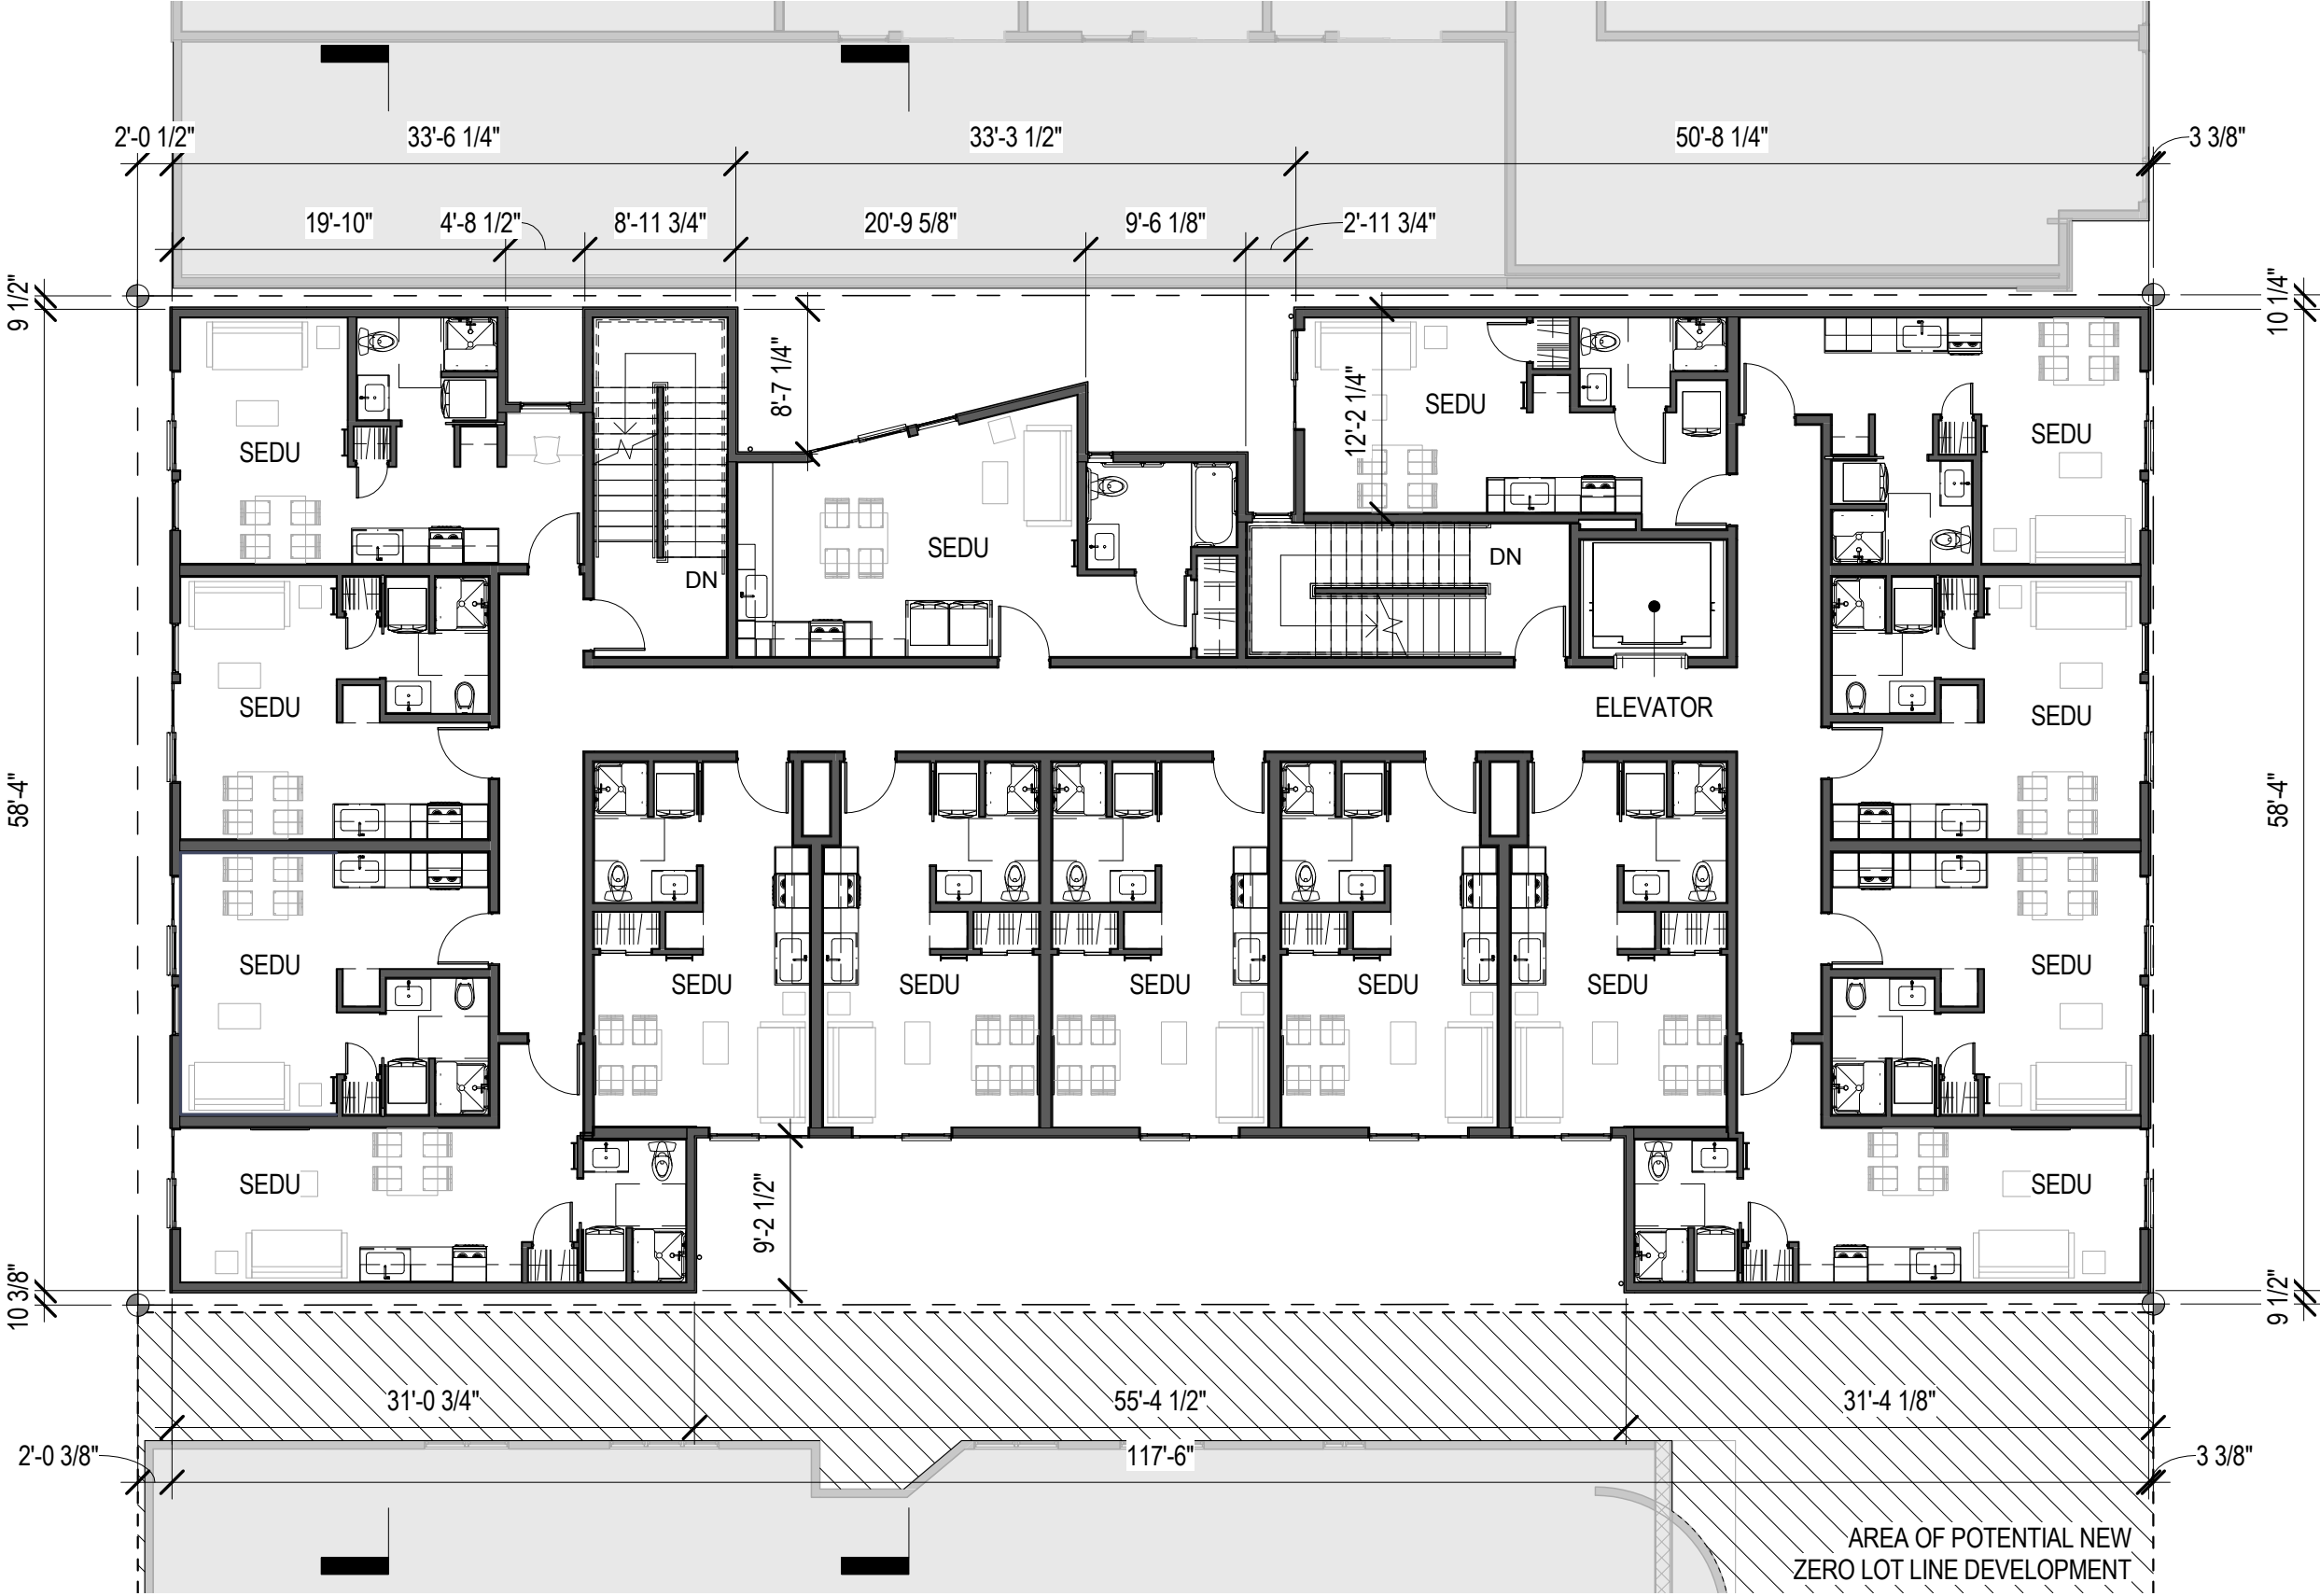 2'-0 1/2"
33'-6 1/4"
33'-3 1/2"
50'-8 1/4"
3 3/8"
19'-10"
4'-8 1/2"
8'-11 3/4"
20'-9 5/8"
9'-6 1/8"
2'-11 3/4"
9 1/2"
10 1/4"
8'-7 1/4"
12'-2 1/4"
SEDU
SEDU
SEDU
SEDU
DN
DN
SEDU
SEDU
ELEVATOR
SEDU
58'-4"
58'-4"
SEDU
SEDU
SEDU
SEDU
SEDU
SEDU
SEDU
SEDU
9'-2 1/2"
SEDU
10 3/8"
9 1/2"
31'-0 3/4"
55'-4 1/2"
31'-4 1/8"
2'-0 3/8"
117'-6"
3 3/8"
AREA OF POTENTIAL NEW
ZERO LOT LINE DEVELOPMENT